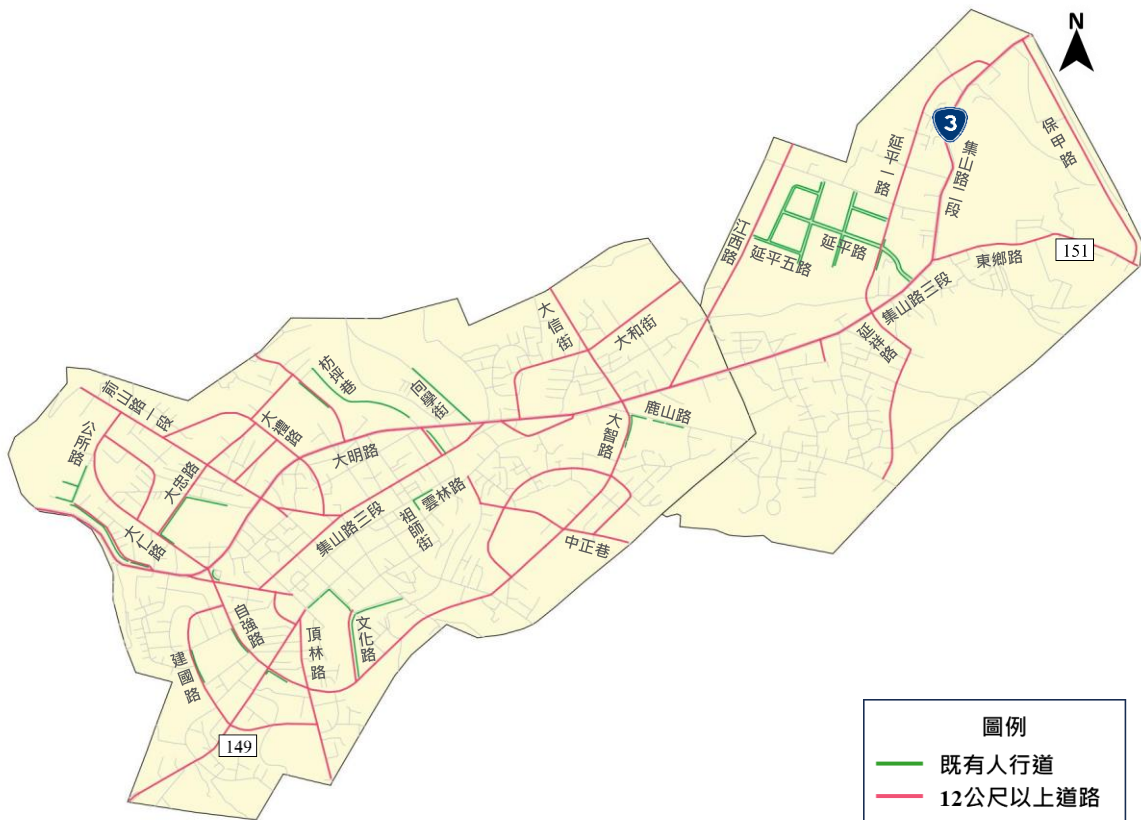 N
3
保甲路
延平一路
集山路二段
江西路
延平路
延平五路
151
東鄉路
集山路三段
延祥路
大信街
大和街
枋坪巷
向學街
鹿山路
大智路
前山路一段
大禮路
公所路
大明路
大忠路
雲林路
祖師街
集山路三段
大仁路
中正巷
自強路
文化路
頂林路
建國路
149
圖例
既有人行道
12公尺以上道路